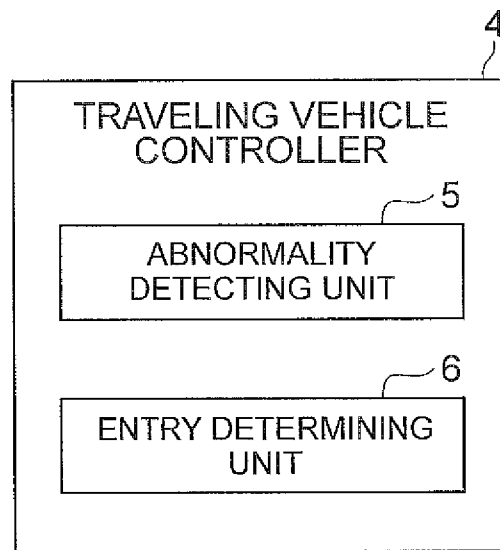 4
TRAVELING VEHICLE
CONTROLLER
5
ABNORMALITY
DETECTING UNIT
6
ENTRY DETERMINING
UNIT